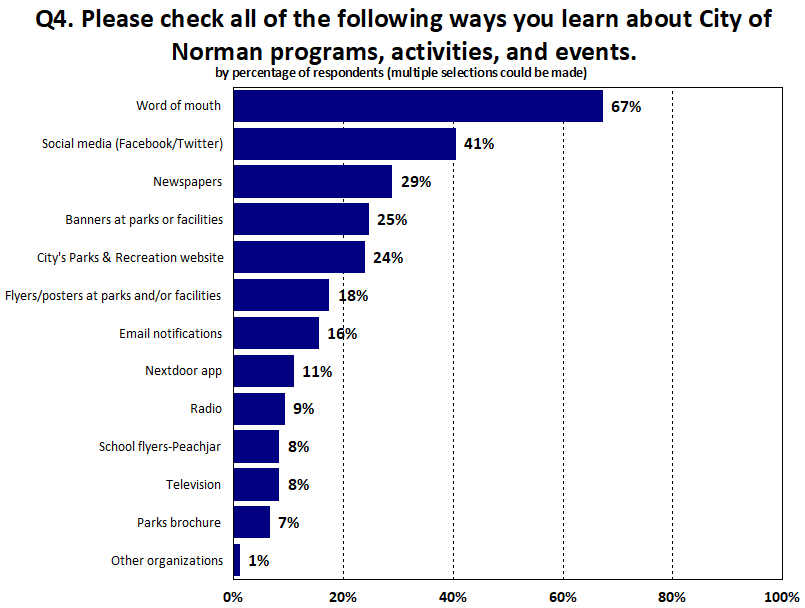 Q4. Please check all of the following ways you learn about City of
Norman programs, activities, and events.
by percentage of respondents (multiple selections could be made)
Word of mouth 67%
Social media (Facebook/Twitter) 41%
Newspapers 29%
Banners at parks or facilities 25%
City's Parks & Recreation website 24%
Flyers/posters at parks and/or facilities 18%
Email notifications 16%
Nextdoor app 11%
Radio 9%
School flyers-Peachjar 8%
Television 8%
Parks brochure 7%
Other organizations 1%
0% 20% 40% 60% 80% 100%